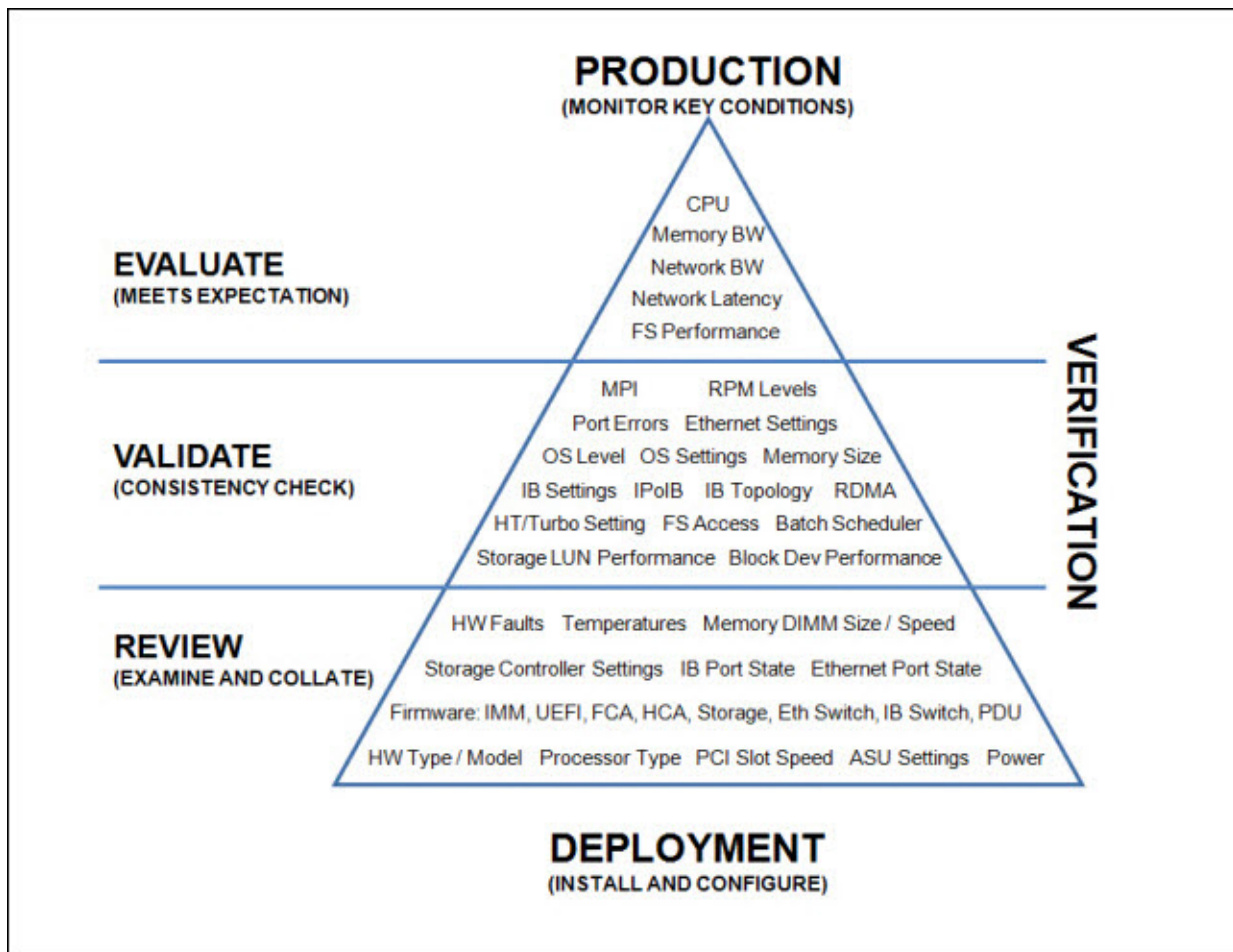 PRODUCTION
(MONITOR KEY CONDITIONS)
CPU
Memory BW
Network BW
Network Latency
FS Performance
EVALUATE
(MEETS EXPECTATION)
MPI RPM Levels
Port Errors Ethernet Settings
OS Level OS Settings Memory Size
IB Settings IPoIB IB Topology RDMA
HT/Turbo Setting FS Access Batch Scheduler
Storage LUN Performance Block Dev Performance
VALIDATE
(CONSISTENCY CHECK)
VERIFICATION
HW Faults Temperatures Memory DIMM Size / Speed
Storage Controller Settings IB Port State Ethernet Port State
Firmware: IMM, UEFI, FCA, HCA, Storage, Eth Switch, IB Switch, PDU
HW Type / Model Processor Type PCI Slot Speed ASU Settings Power
REVIEW
(EXAMINE AND COLLATE)
DEPLOYMENT
(INSTALL AND CONFIGURE)